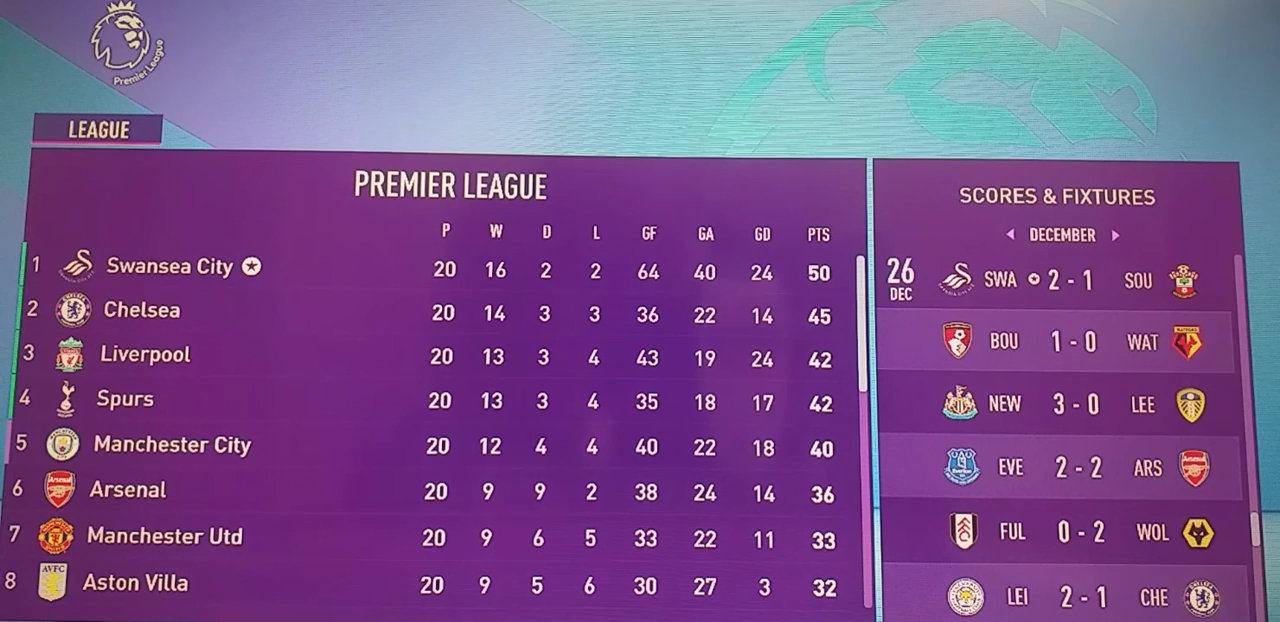 Premier League
LEAGUE
PREMIER LEAGUE
P W D L GF GA GD PTS
1 Swansea City 20 16 2 2 64 40 24 50
2 Chelsea 20 14 3 3 36 22 14 45
3 Liverpool 20 13 3 4 43 19 24 42
4 Spurs 20 13 3 4 35 18 17 42
5 Manchester City 20 12 4 4 40 22 18 40
6 Arsenal 20 9 9 2 38 24 14 36
7 Manchester Utd 20 9 6 5 33 22 11 33
8 AVFC Aston Villa 20 9 5 6 30 27 3 32
SCORES & FIXTURES
DECEMBER
26 DEC SWA 2 - 1 SOU
BOU 1 - 0 WAT
NEW 3 - 0 LEE
EVE 2 - 2 ARS
FUL 0 - 2 WOL
LEI 2 - 1 CHE